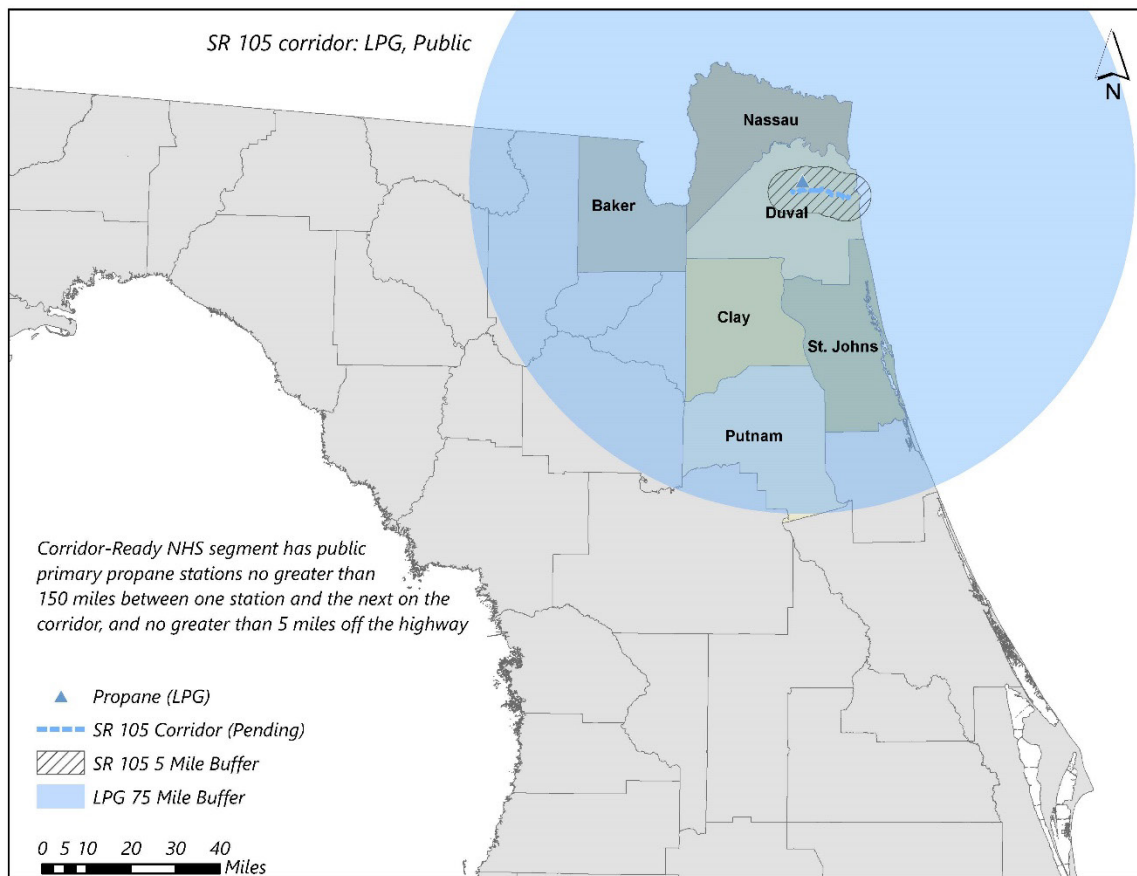 SR 105 corridor: LPG, Public
N
Nassau
Baker
Duval
Clay
St. Johns
Putnam
Corridor-Ready NHS segment has public
primary propane stations no greater than
150 miles between one station and the next on the
corridor, and no greater than 5 miles off the highway
Propane (LPG)
SR 105 Corridor (Pending)
SR 105 5 Mile Buffer
LPG 75 Mile Buffer
0 5 10 20 30 40
Miles